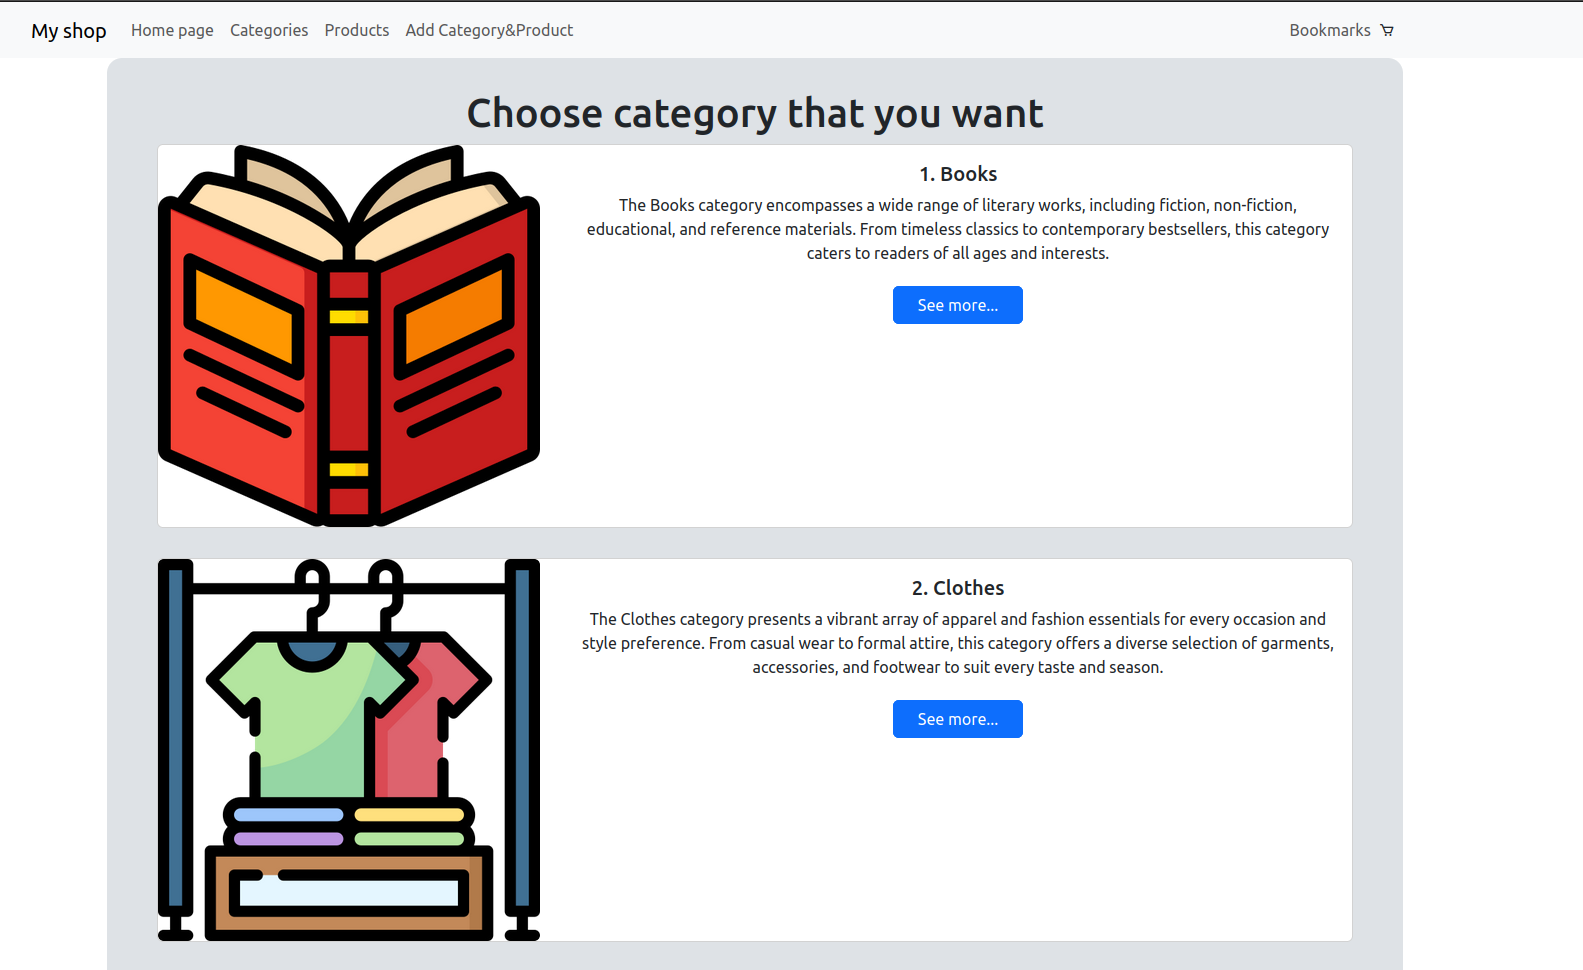 My shop Home page Categories Products Add Category&Product Bookmarks
Choose category that you want
1. Books
The Books category encompasses a wide range of literary works, including fiction, non-fiction,
educational, and reference materials. From timeless classics to contemporary bestsellers, this category
caters to readers of all ages and interests.
See more...
2. Clothes
The Clothes category presents a vibrant array of apparel and fashion essentials for every occasion and
style preference. From casual wear to formal attire, this category offers a diverse selection of garments,
accessories, and footwear to suit every taste and season.
See more...